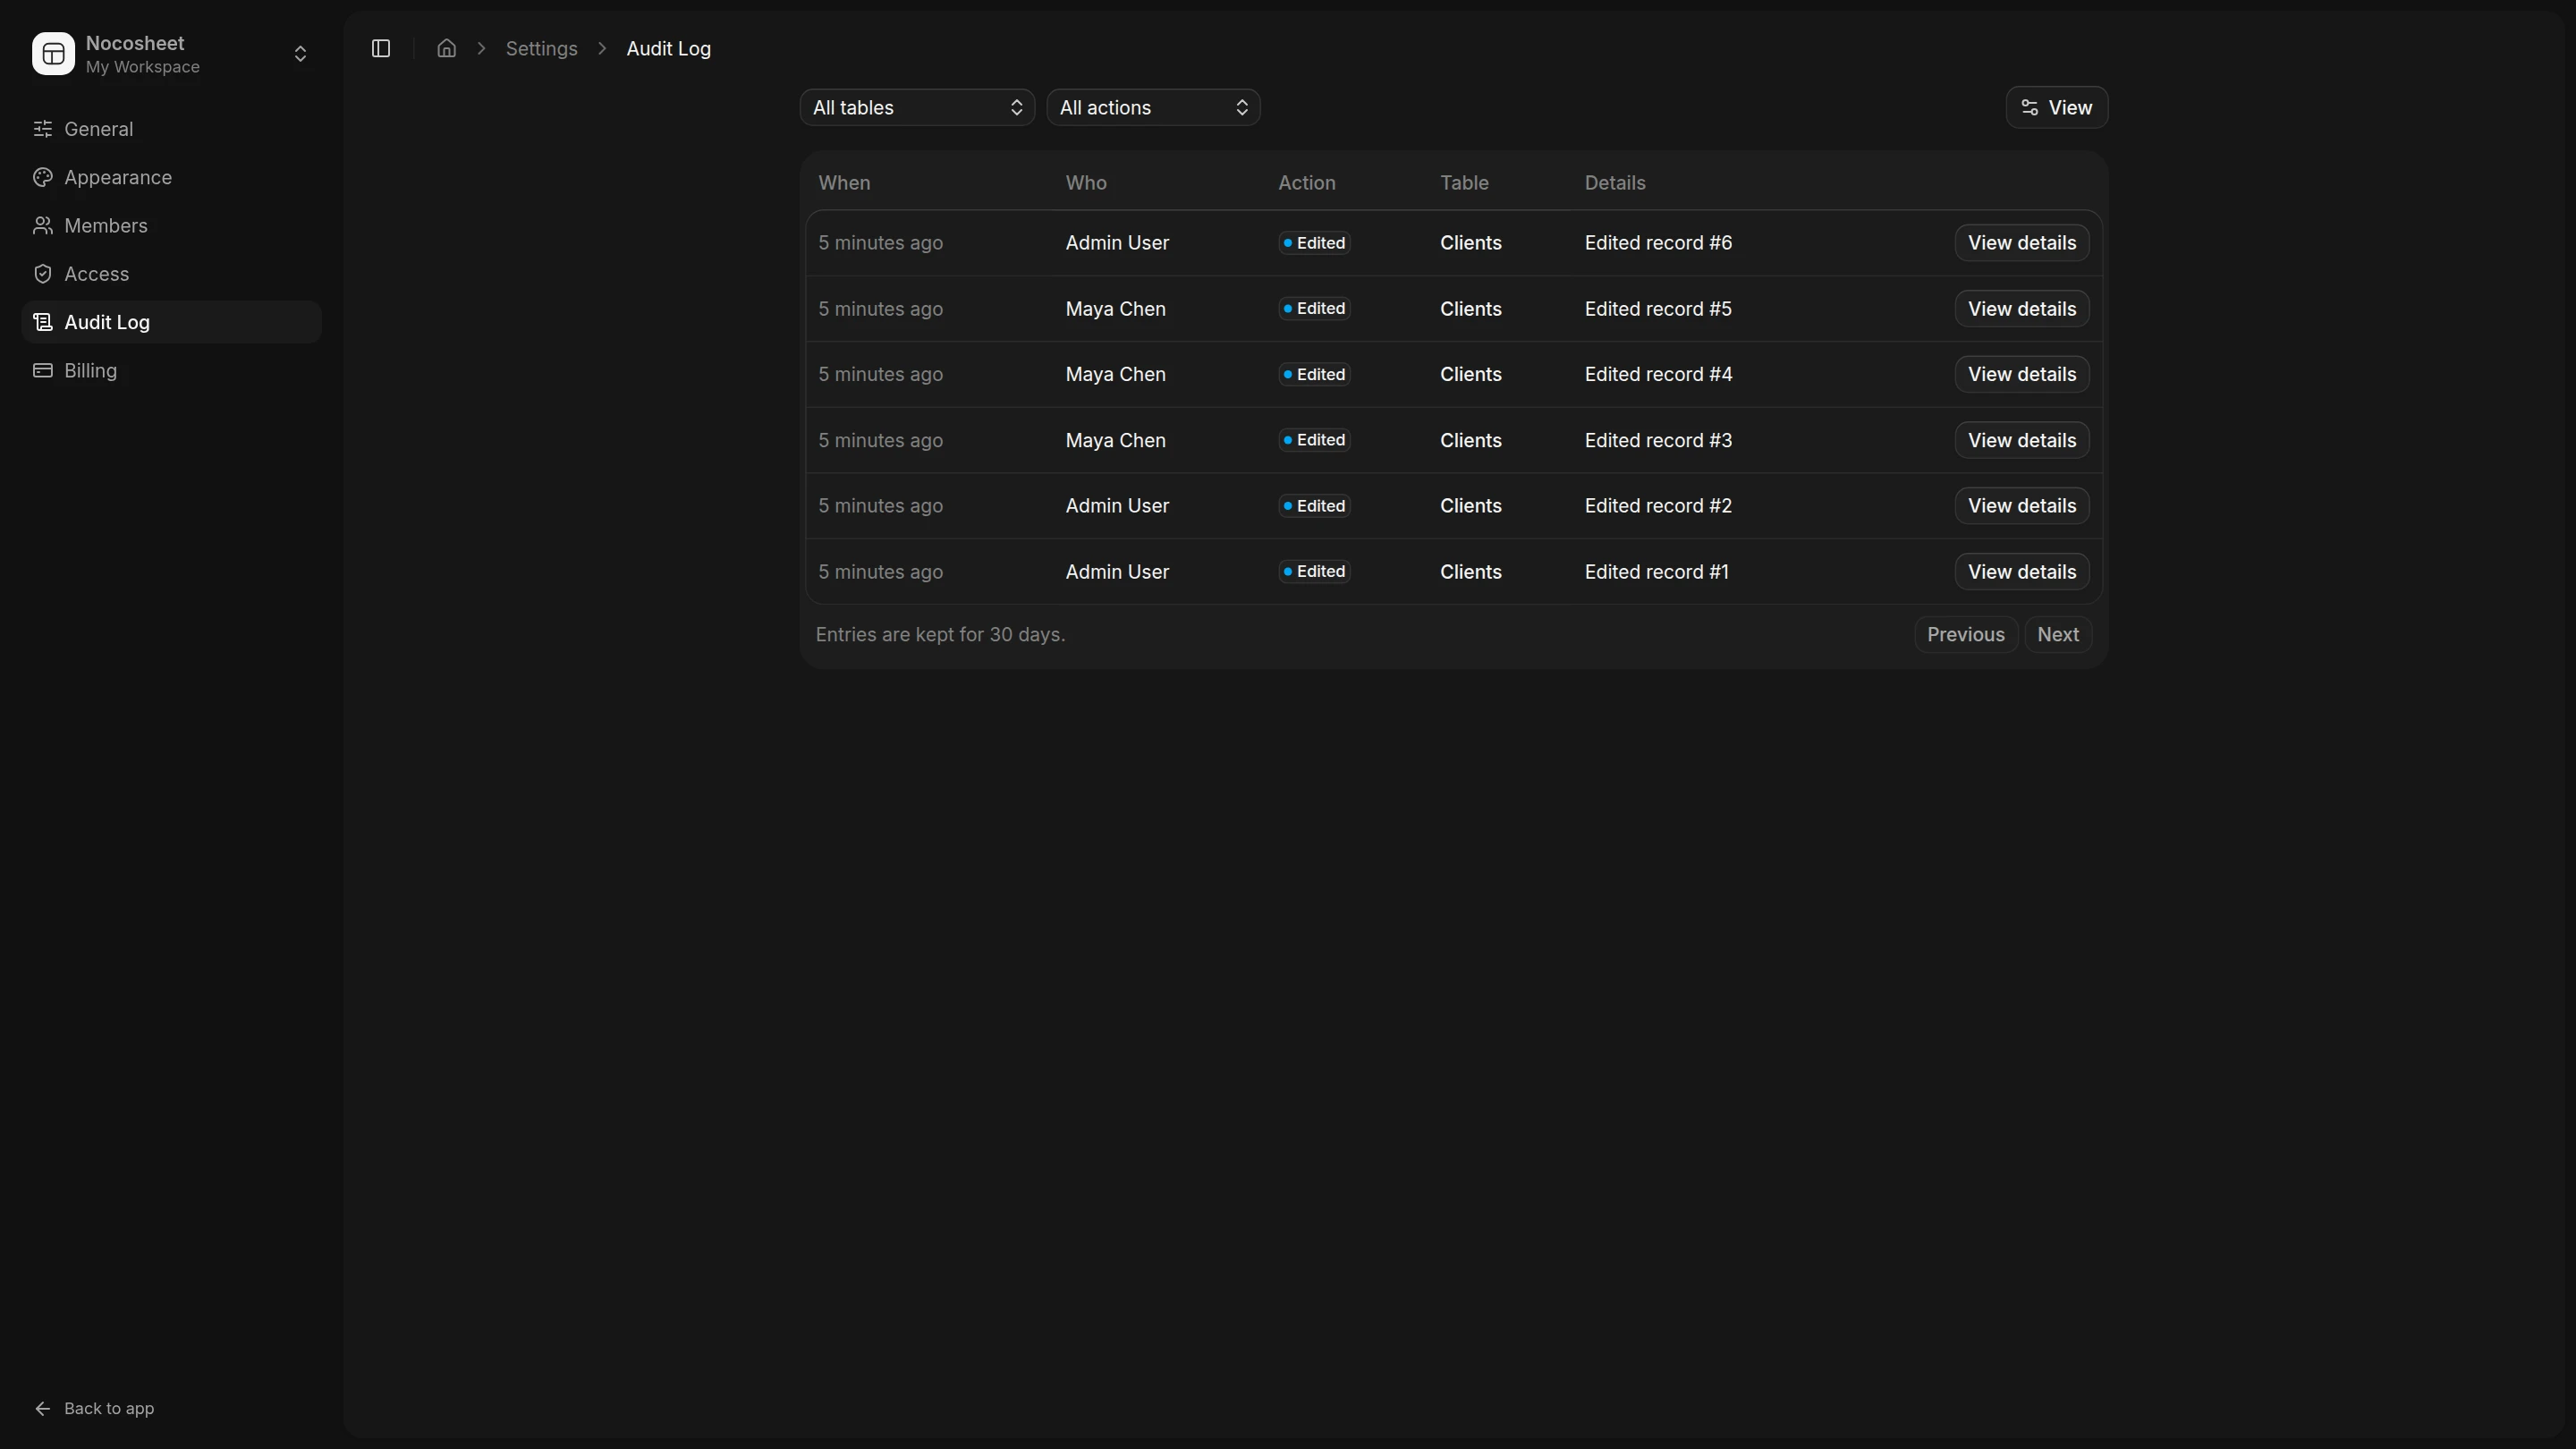 Nocosheet
My Workspace
General
Appearance
Members
Access
Audit Log
Billing
Back to app
Settings
Audit Log
All tables
All actions
View
When Who Action Table Details
5 minutes ago Admin User Edited Clients Edited record #6 View details
5 minutes ago Maya Chen Edited Clients Edited record #5 View details
5 minutes ago Maya Chen Edited Clients Edited record #4 View details
5 minutes ago Maya Chen Edited Clients Edited record #3 View details
5 minutes ago Admin User Edited Clients Edited record #2 View details
5 minutes ago Admin User Edited Clients Edited record #1 View details
Entries are kept for 30 days. Previous Next